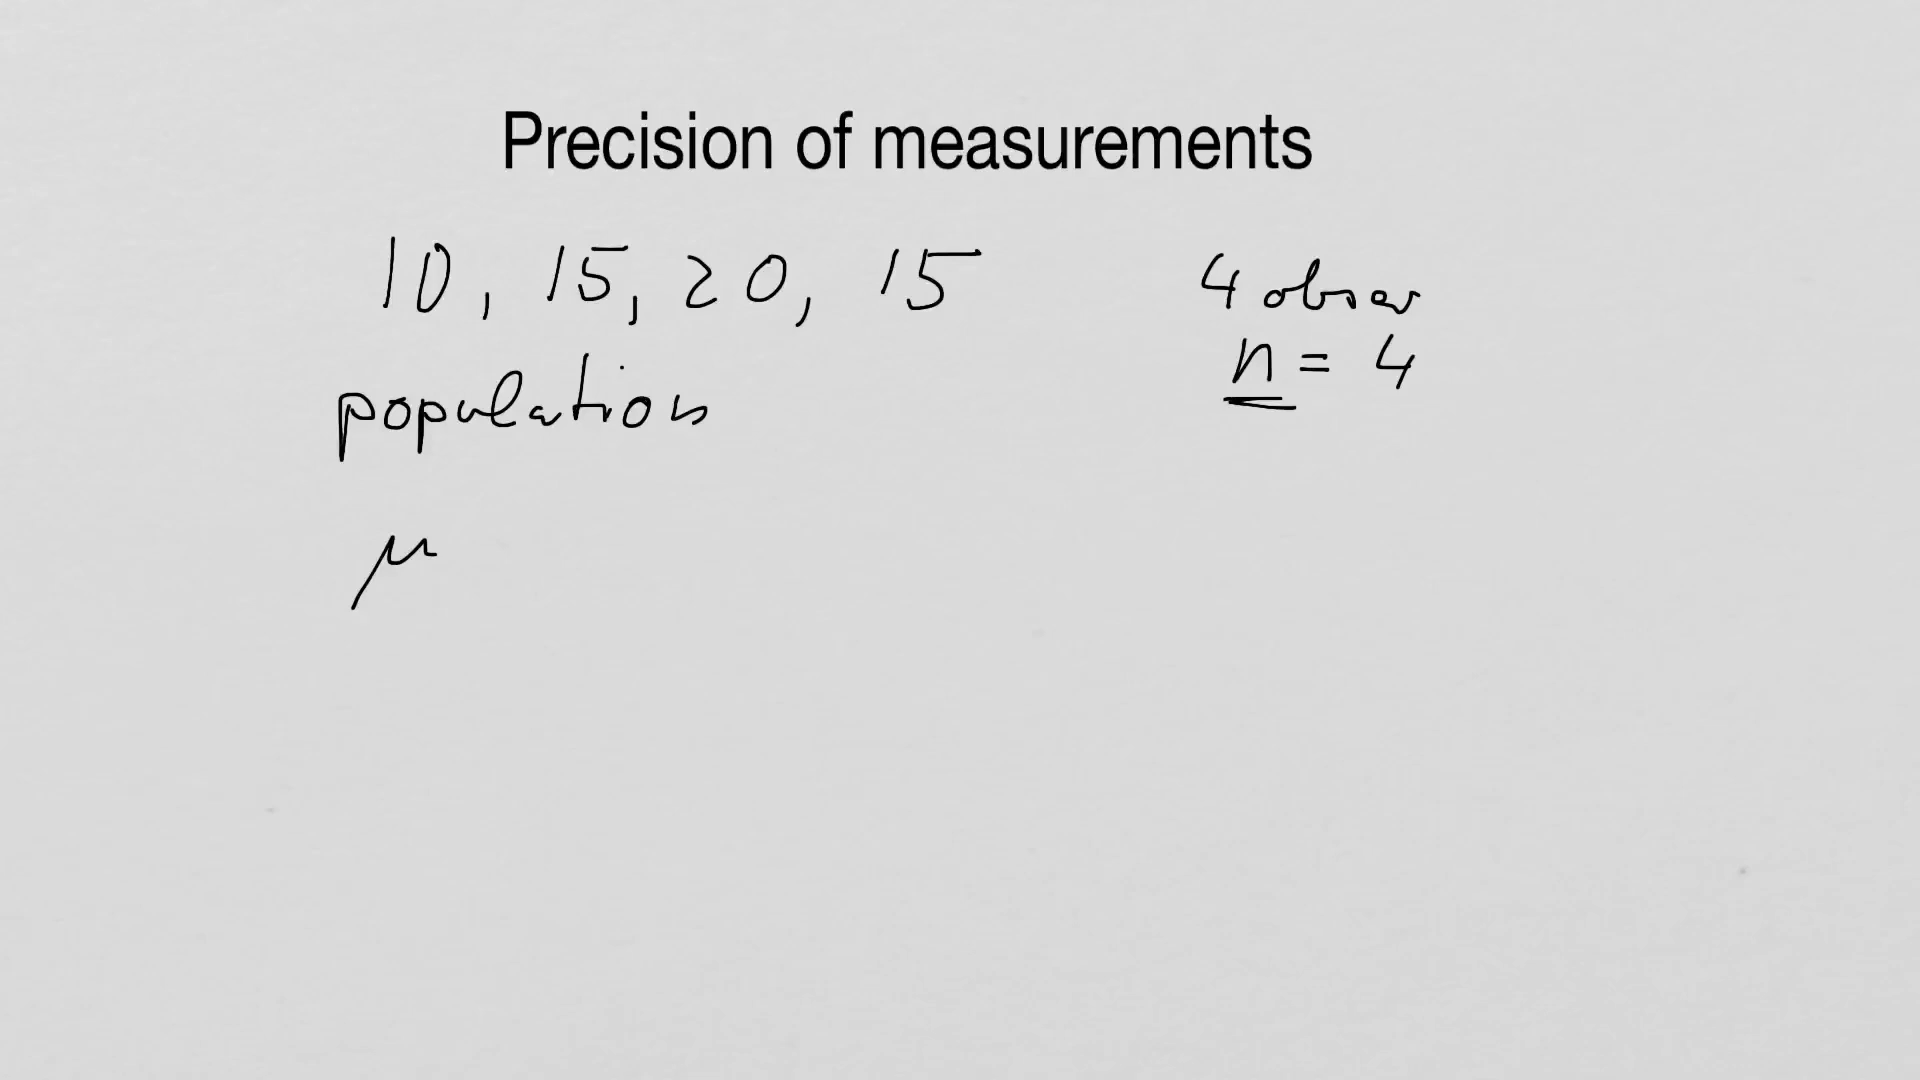 Precision of measurements
10, 15, 20, 15
4 obser
n = 4
population
μ